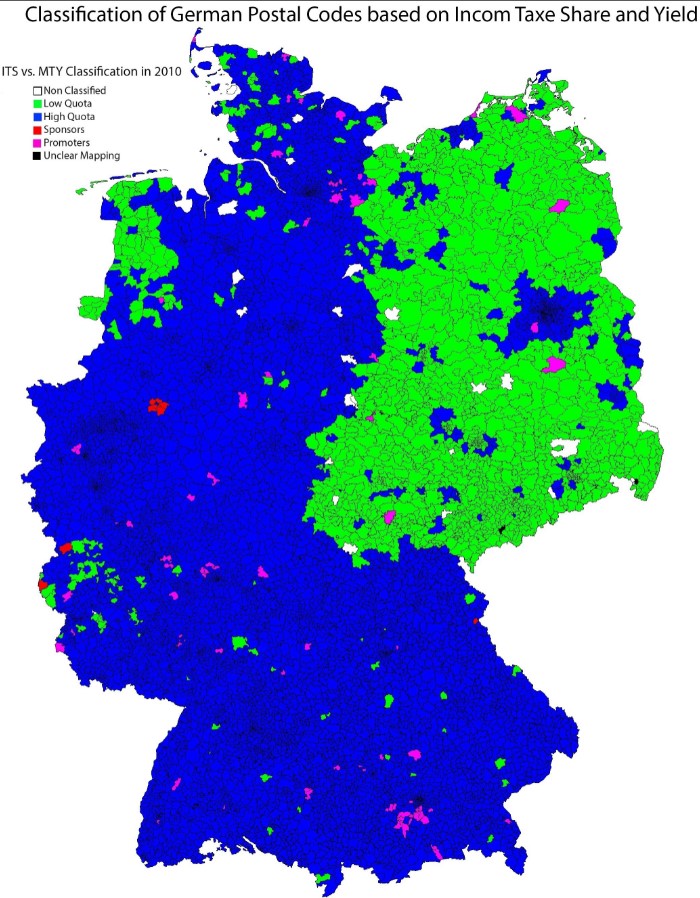 Classification of German Postal Codes based on Incom Taxe Share and Yield
ITS vs. MTY Classification in 2010
Non Classified
Low Quota
High Quota
Sponsors
Promoters
Unclear Mapping